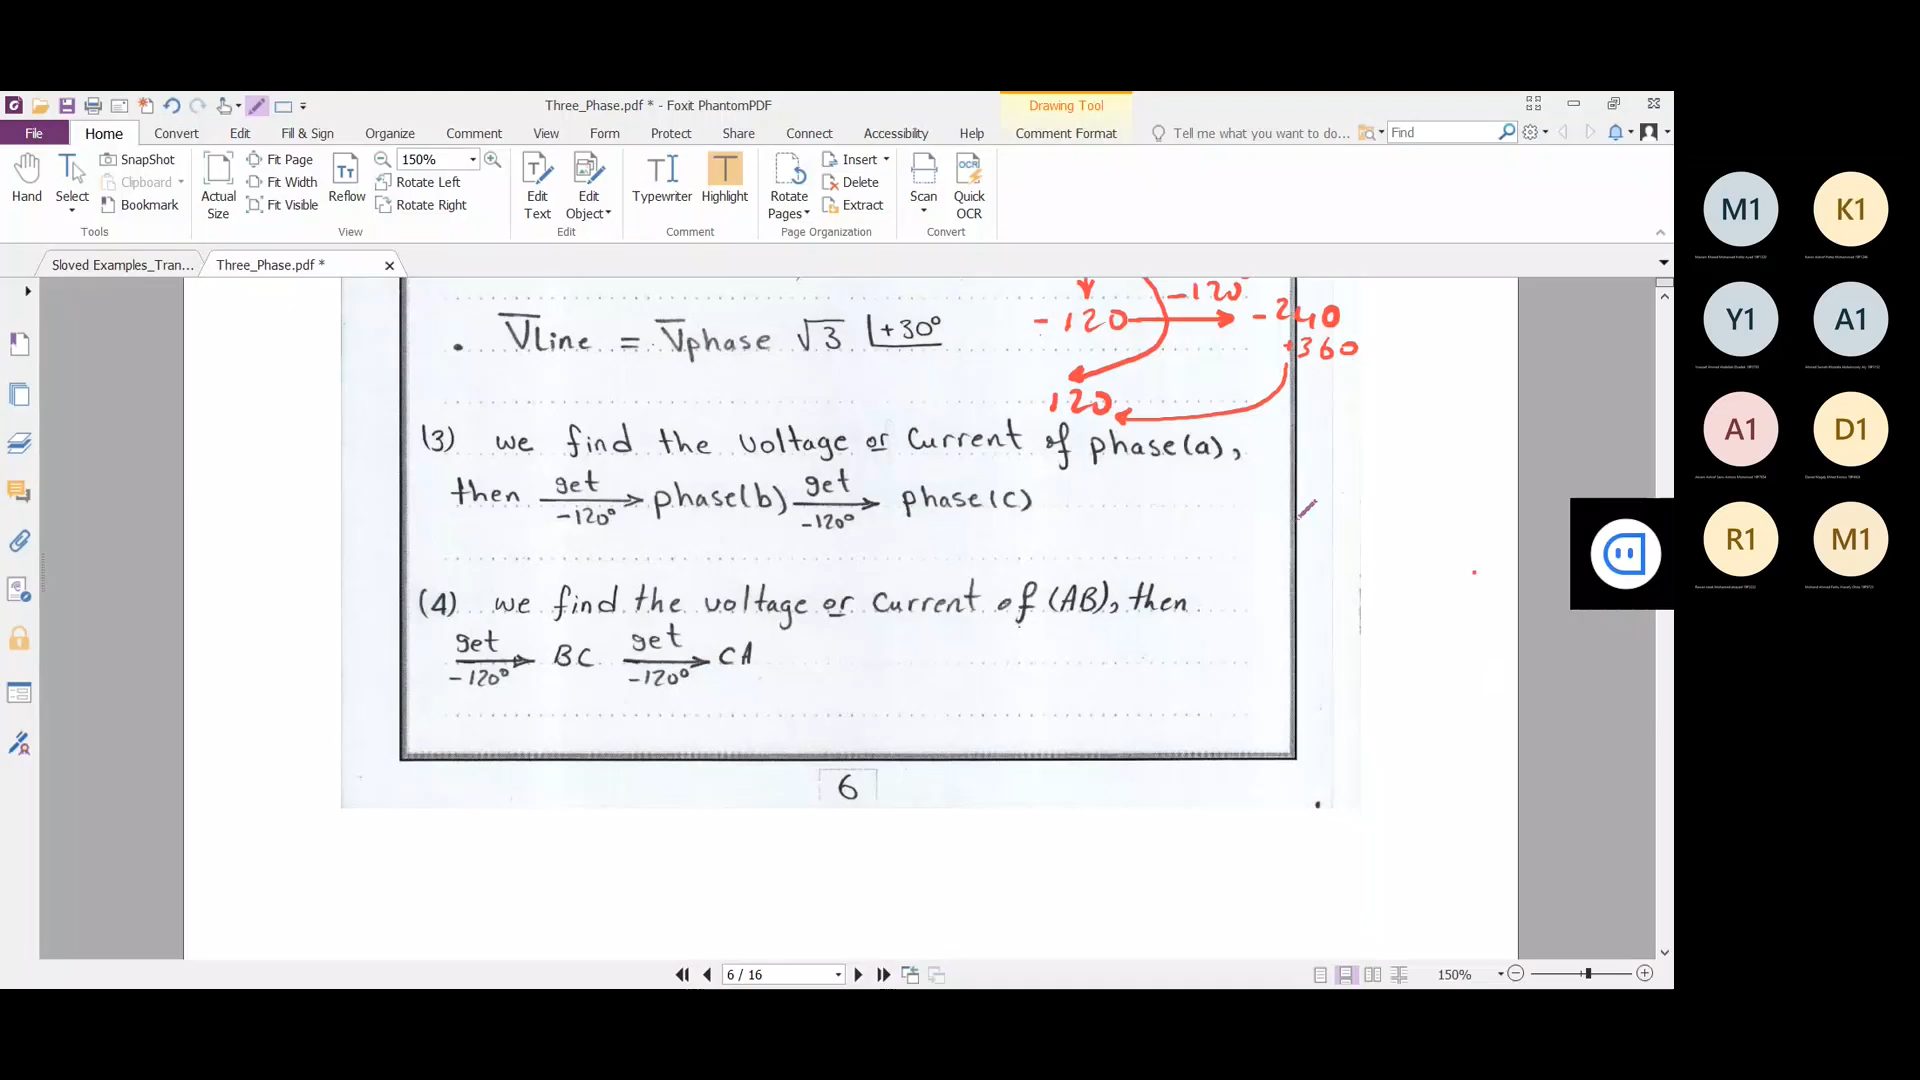 Three_Phase.pdf * - Foxit PhantomPDF
Drawing Tool
File Home Convert Edit Fill & Sign Organize Comment View Form Protect Share Connect Accessibility Help Comment Format Tell me what you want to do... Find
Hand
Select
SnapShot
Clipboard
Bookmark
Tools
Actual Size
Fit Page
Fit Width
Fit Visible
Reflow
150%
Rotate Left
Rotate Right
View
Edit Text
Edit Object
Edit
Typewriter
Highlight
Comment
Rotate Pages
Insert
Delete
Extract
Page Organization
Scan
Quick OCR
Convert
Sloved Examples_Tran...
Three_Phase.pdf *
-120°
-120 → -240
+360
120
• V̅Line = V̅phase √3 ∠+30°
(3) we find the voltage or current of phase(a),
then get -120° → phase(b) get -120° → phase(c)
(4) we find the voltage or current of (AB), then
get -120° → BC get -120° → CA
6
6 / 16
150%
M1 K1
Y1 A1
A1 D1
R1 M1